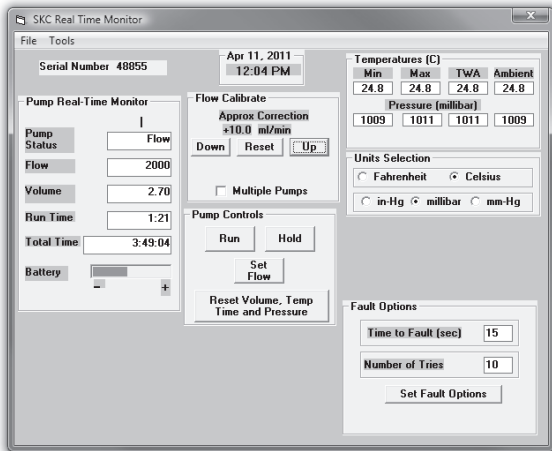 SKC Real Time Monitor
File Tools
Serial Number 48855
Apr 11, 2011
12:04 PM
Pump Real-Time Monitor
Pump Status Flow
Flow 2000
Volume 2.70
Run Time 1:21
Total Time 3:49:04
Battery
- +
Flow Calibrate
Approx Correction
+10.0 ml/min
Down Reset Up
Multiple Pumps
Pump Controls
Run Hold
Set Flow
Reset Volume, Temp
Time and Pressure
Temperatures (C)
Min Max TWA Ambient
24.8 24.8 24.8 24.8
Pressure (millibar)
1009 1011 1011 1009
Units Selection
Fahrenheit Celsius
in-Hg millibar mm-Hg
Fault Options
Time to Fault (sec) 15
Number of Tries 10
Set Fault Options